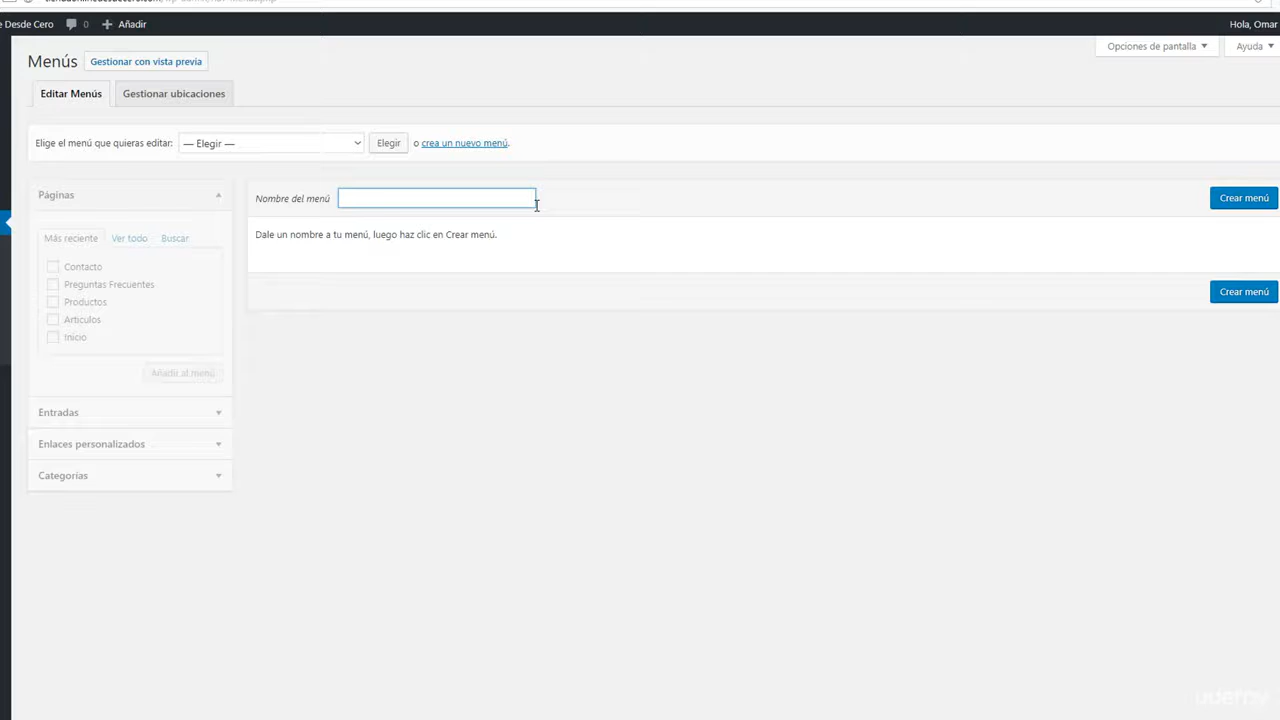 e Desde Cero 0 Añadir Hola, Omar
Menús Gestionar con vista previa Opciones de pantalla Ayuda
Editar Menús Gestionar ubicaciones
Elige el menú que quieras editar: — Elegir — Elegir o crea un nuevo menú.
Páginas
Nombre del menú Crear menú
Más reciente Ver todo Buscar
Dale un nombre a tu menú, luego haz clic en Crear menú.
Contacto
Preguntas Frecuentes
Crear menú
Productos
Articulos
Inicio
Añadir al menú
Entradas
Enlaces personalizados
Categorías
udemy